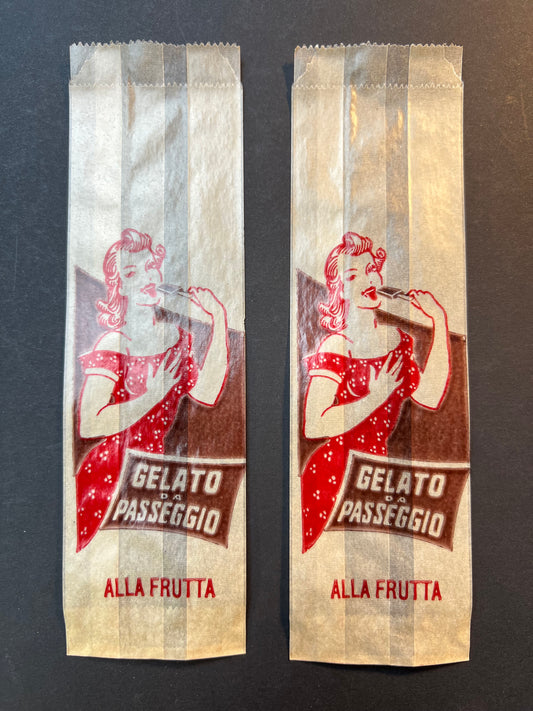 GELATO
DA
PASSEGGIO
ALLA FRUTTA
GELATO
DA
PASSEGGIO
ALLA FRUTTA